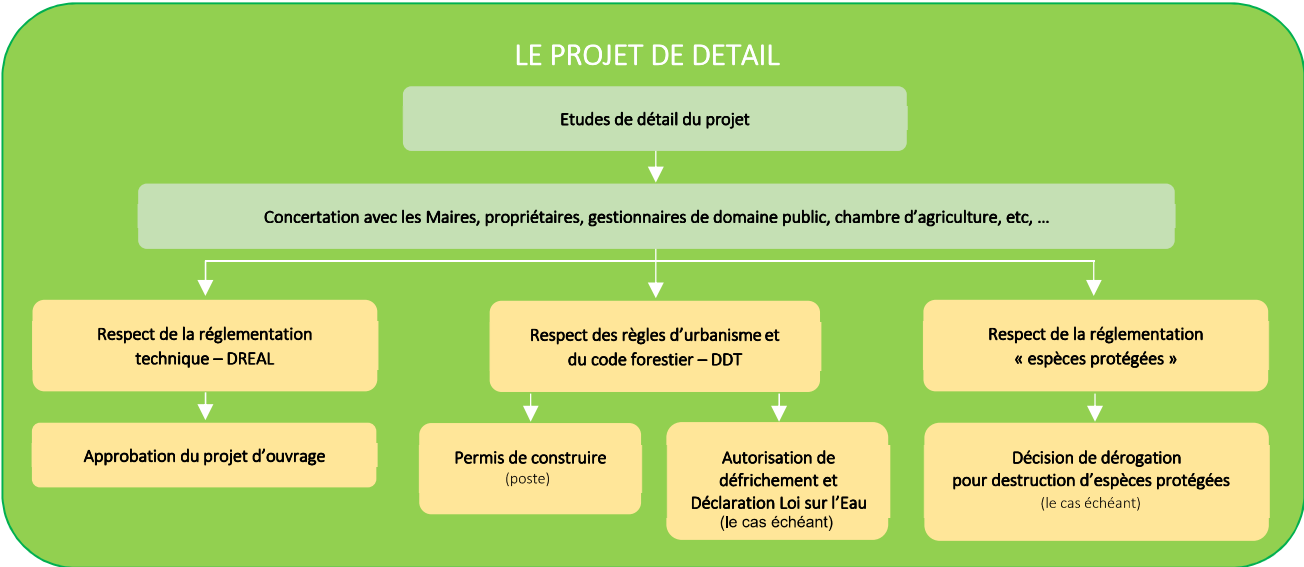 LE PROJET DE DETAIL
Etudes de détail du projet
Concertation avec les Maires, propriétaires, gestionnaires de domaine public, chambre d’agriculture, etc, …
Respect de la réglementation
technique – DREAL
Respect des règles d’urbanisme et
du code forestier – DDT
Respect de la réglementation
« espèces protégées »
Approbation du projet d’ouvrage
Permis de construire
(poste)
Autorisation de
défrichement et
Déclaration Loi sur l’Eau
(le cas échéant)
Décision de dérogation
pour destruction d’espèces protégées
(le cas échéant)